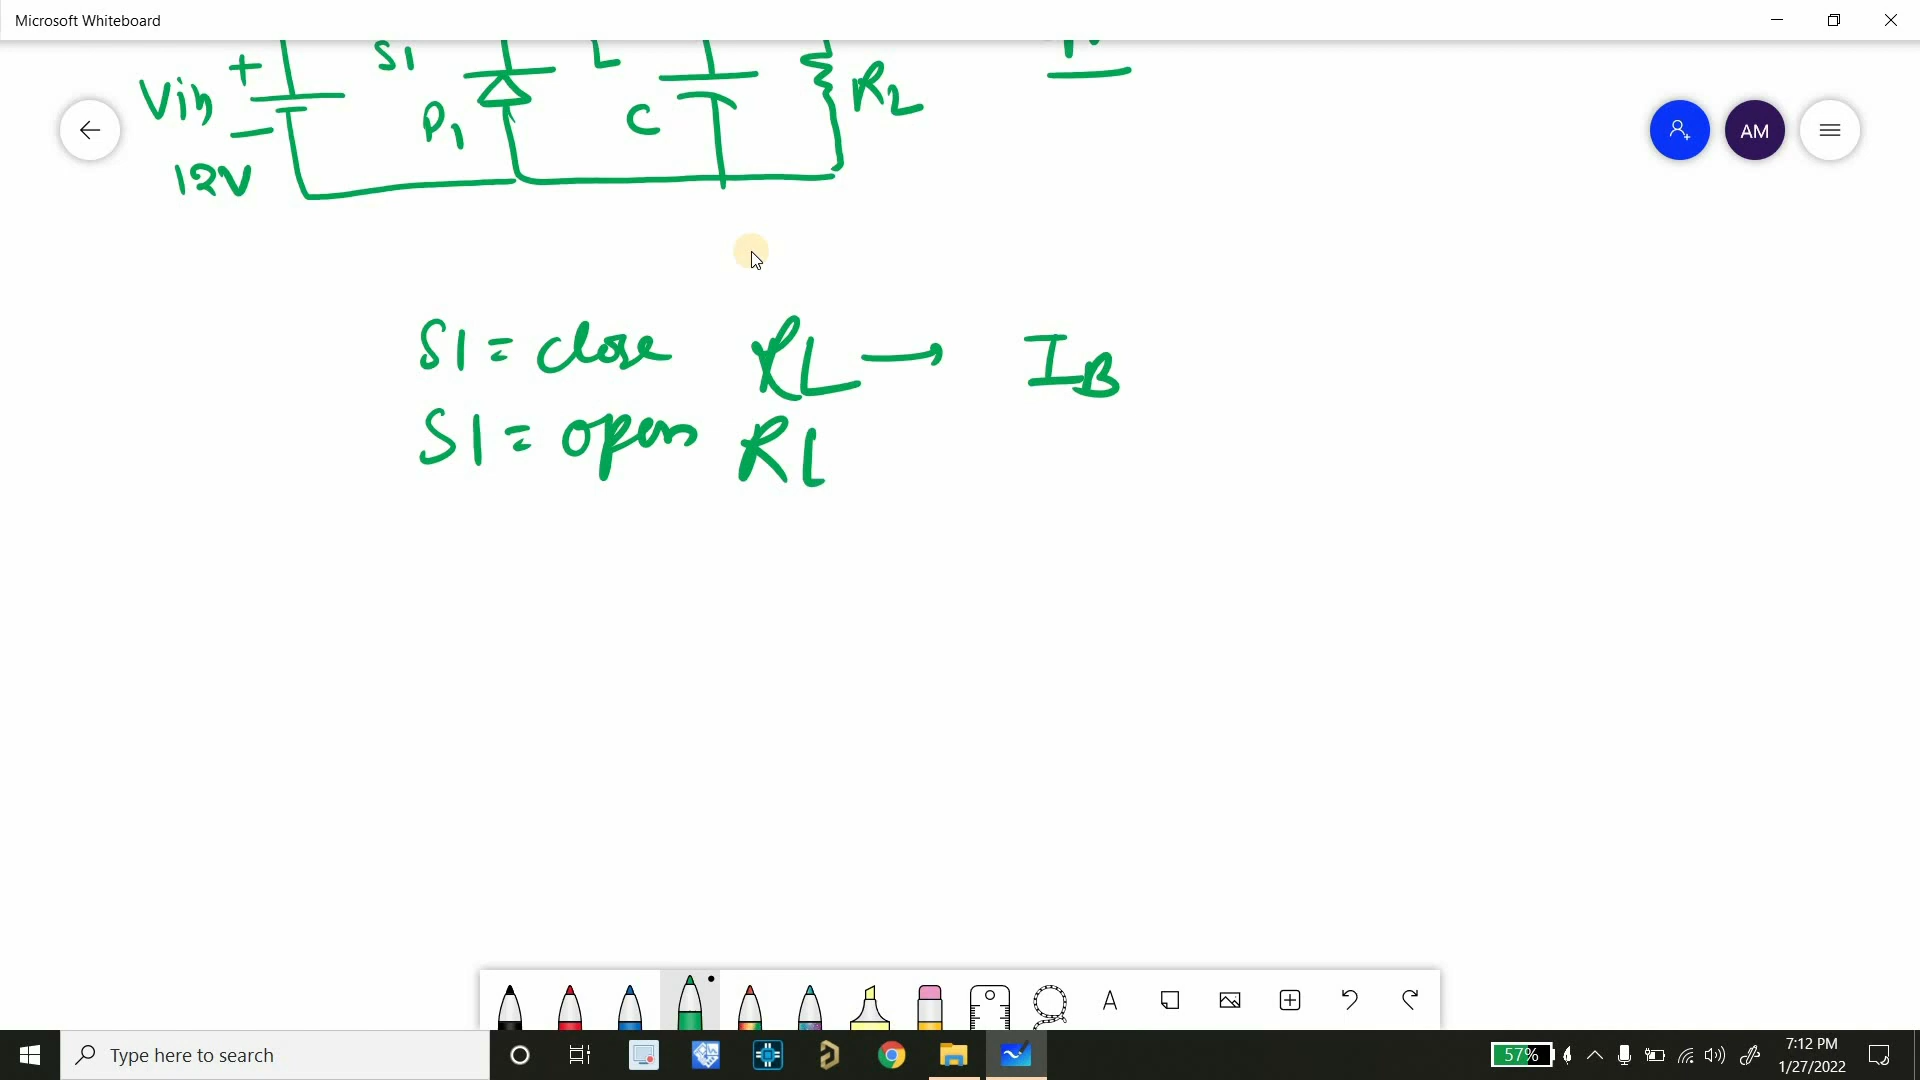 Microsoft Whiteboard
S1 L
+
Vin
R2
D1 C
12V
AM
S1 = close RL → IB
S1 = open RL
A
Type here to search
57%
7:12 PM
1/27/2022